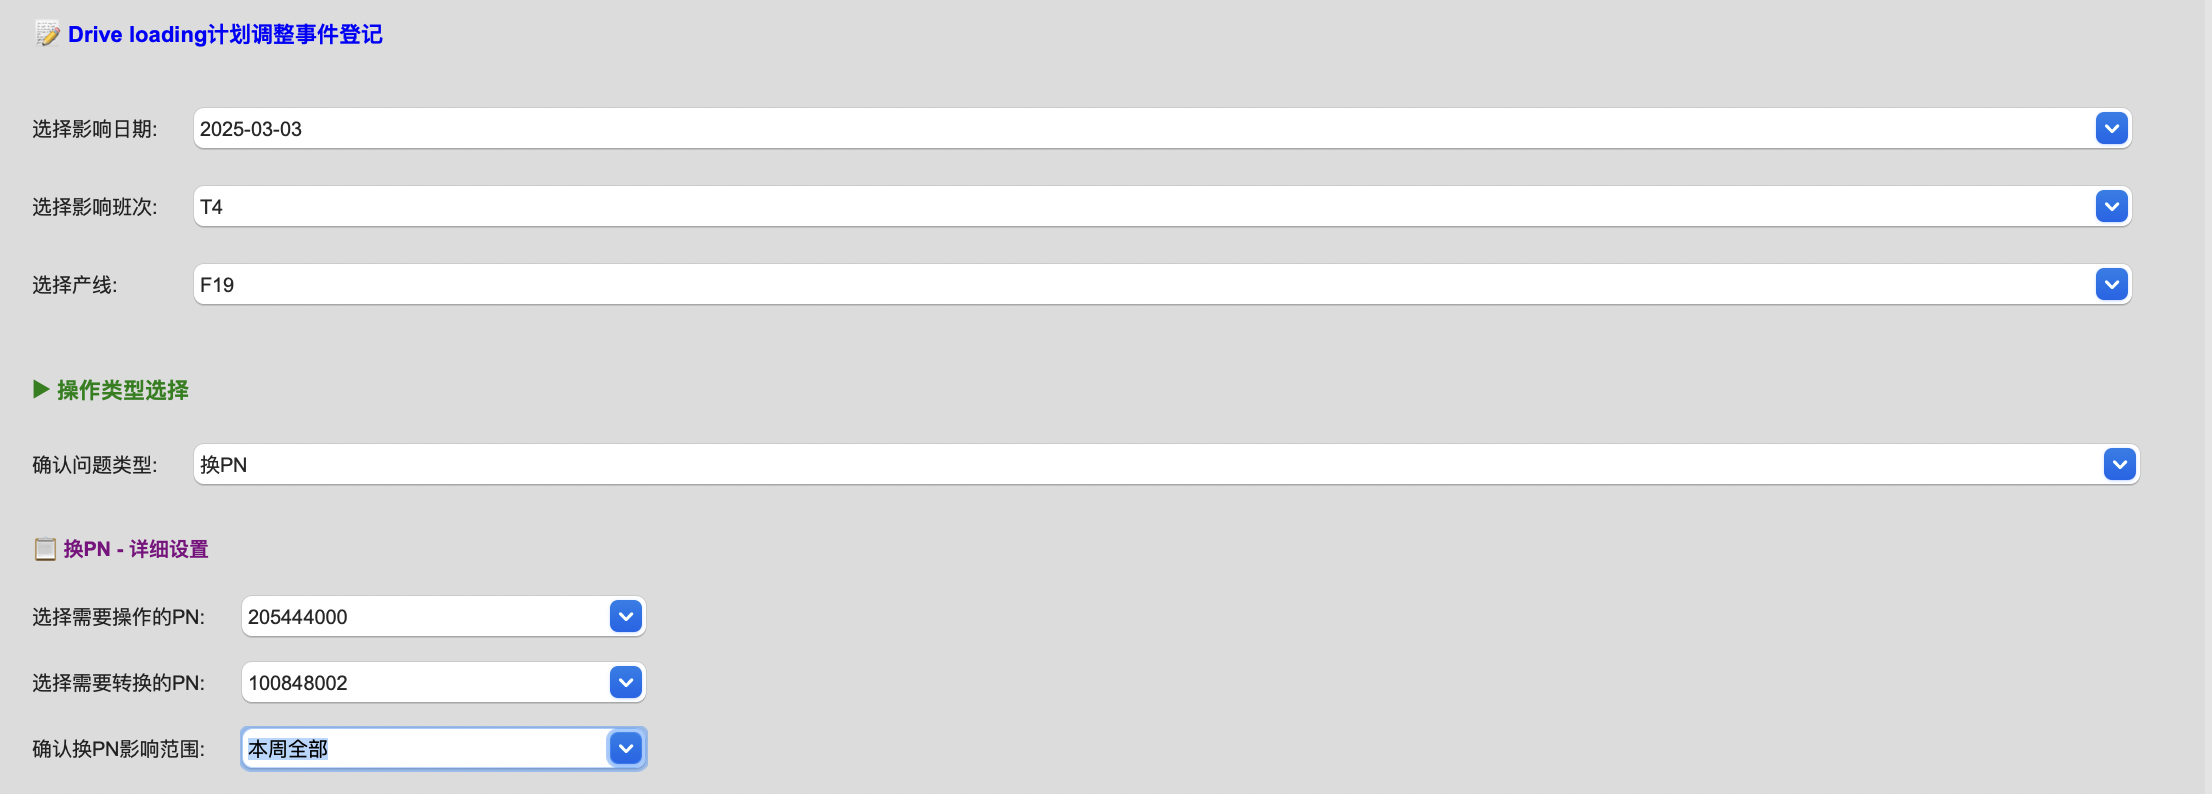 Drive loading计划调整事件登记
选择影响日期: 2025-03-03
选择影响班次: T4
选择产线: F19
操作类型选择
确认问题类型: 换PN
换PN - 详细设置
选择需要操作的PN: 205444000
选择需要转换的PN: 100848002
确认换PN影响范围: 本周全部